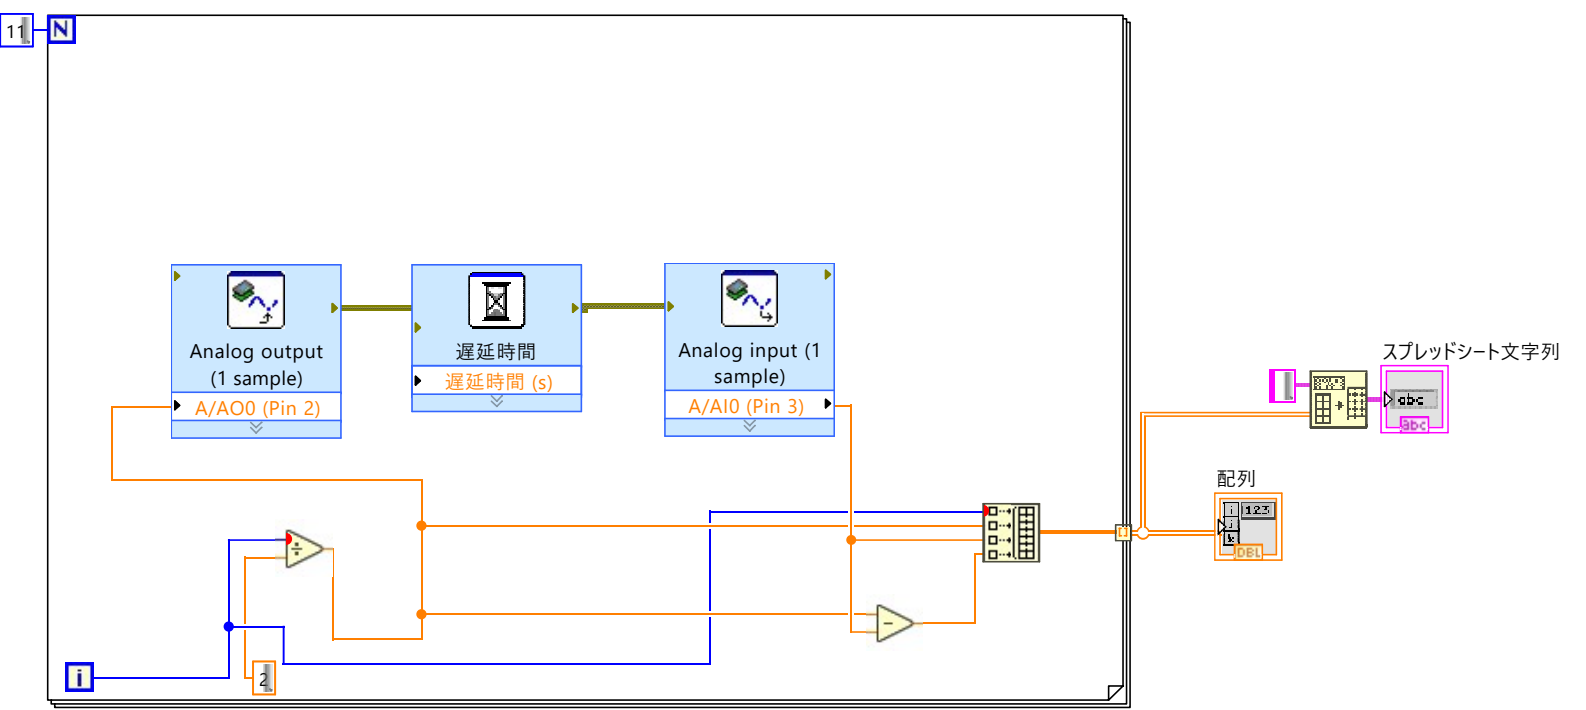 11
N
Analog output
(1 sample)
A/AO0 (Pin 2)
遅延時間
遅延時間 (s)
Analog input (1
sample)
A/AI0 (Pin 3)
÷
-
i
2
スプレッドシート文字列
abc
abc
配列
i
123
j
k
DBL